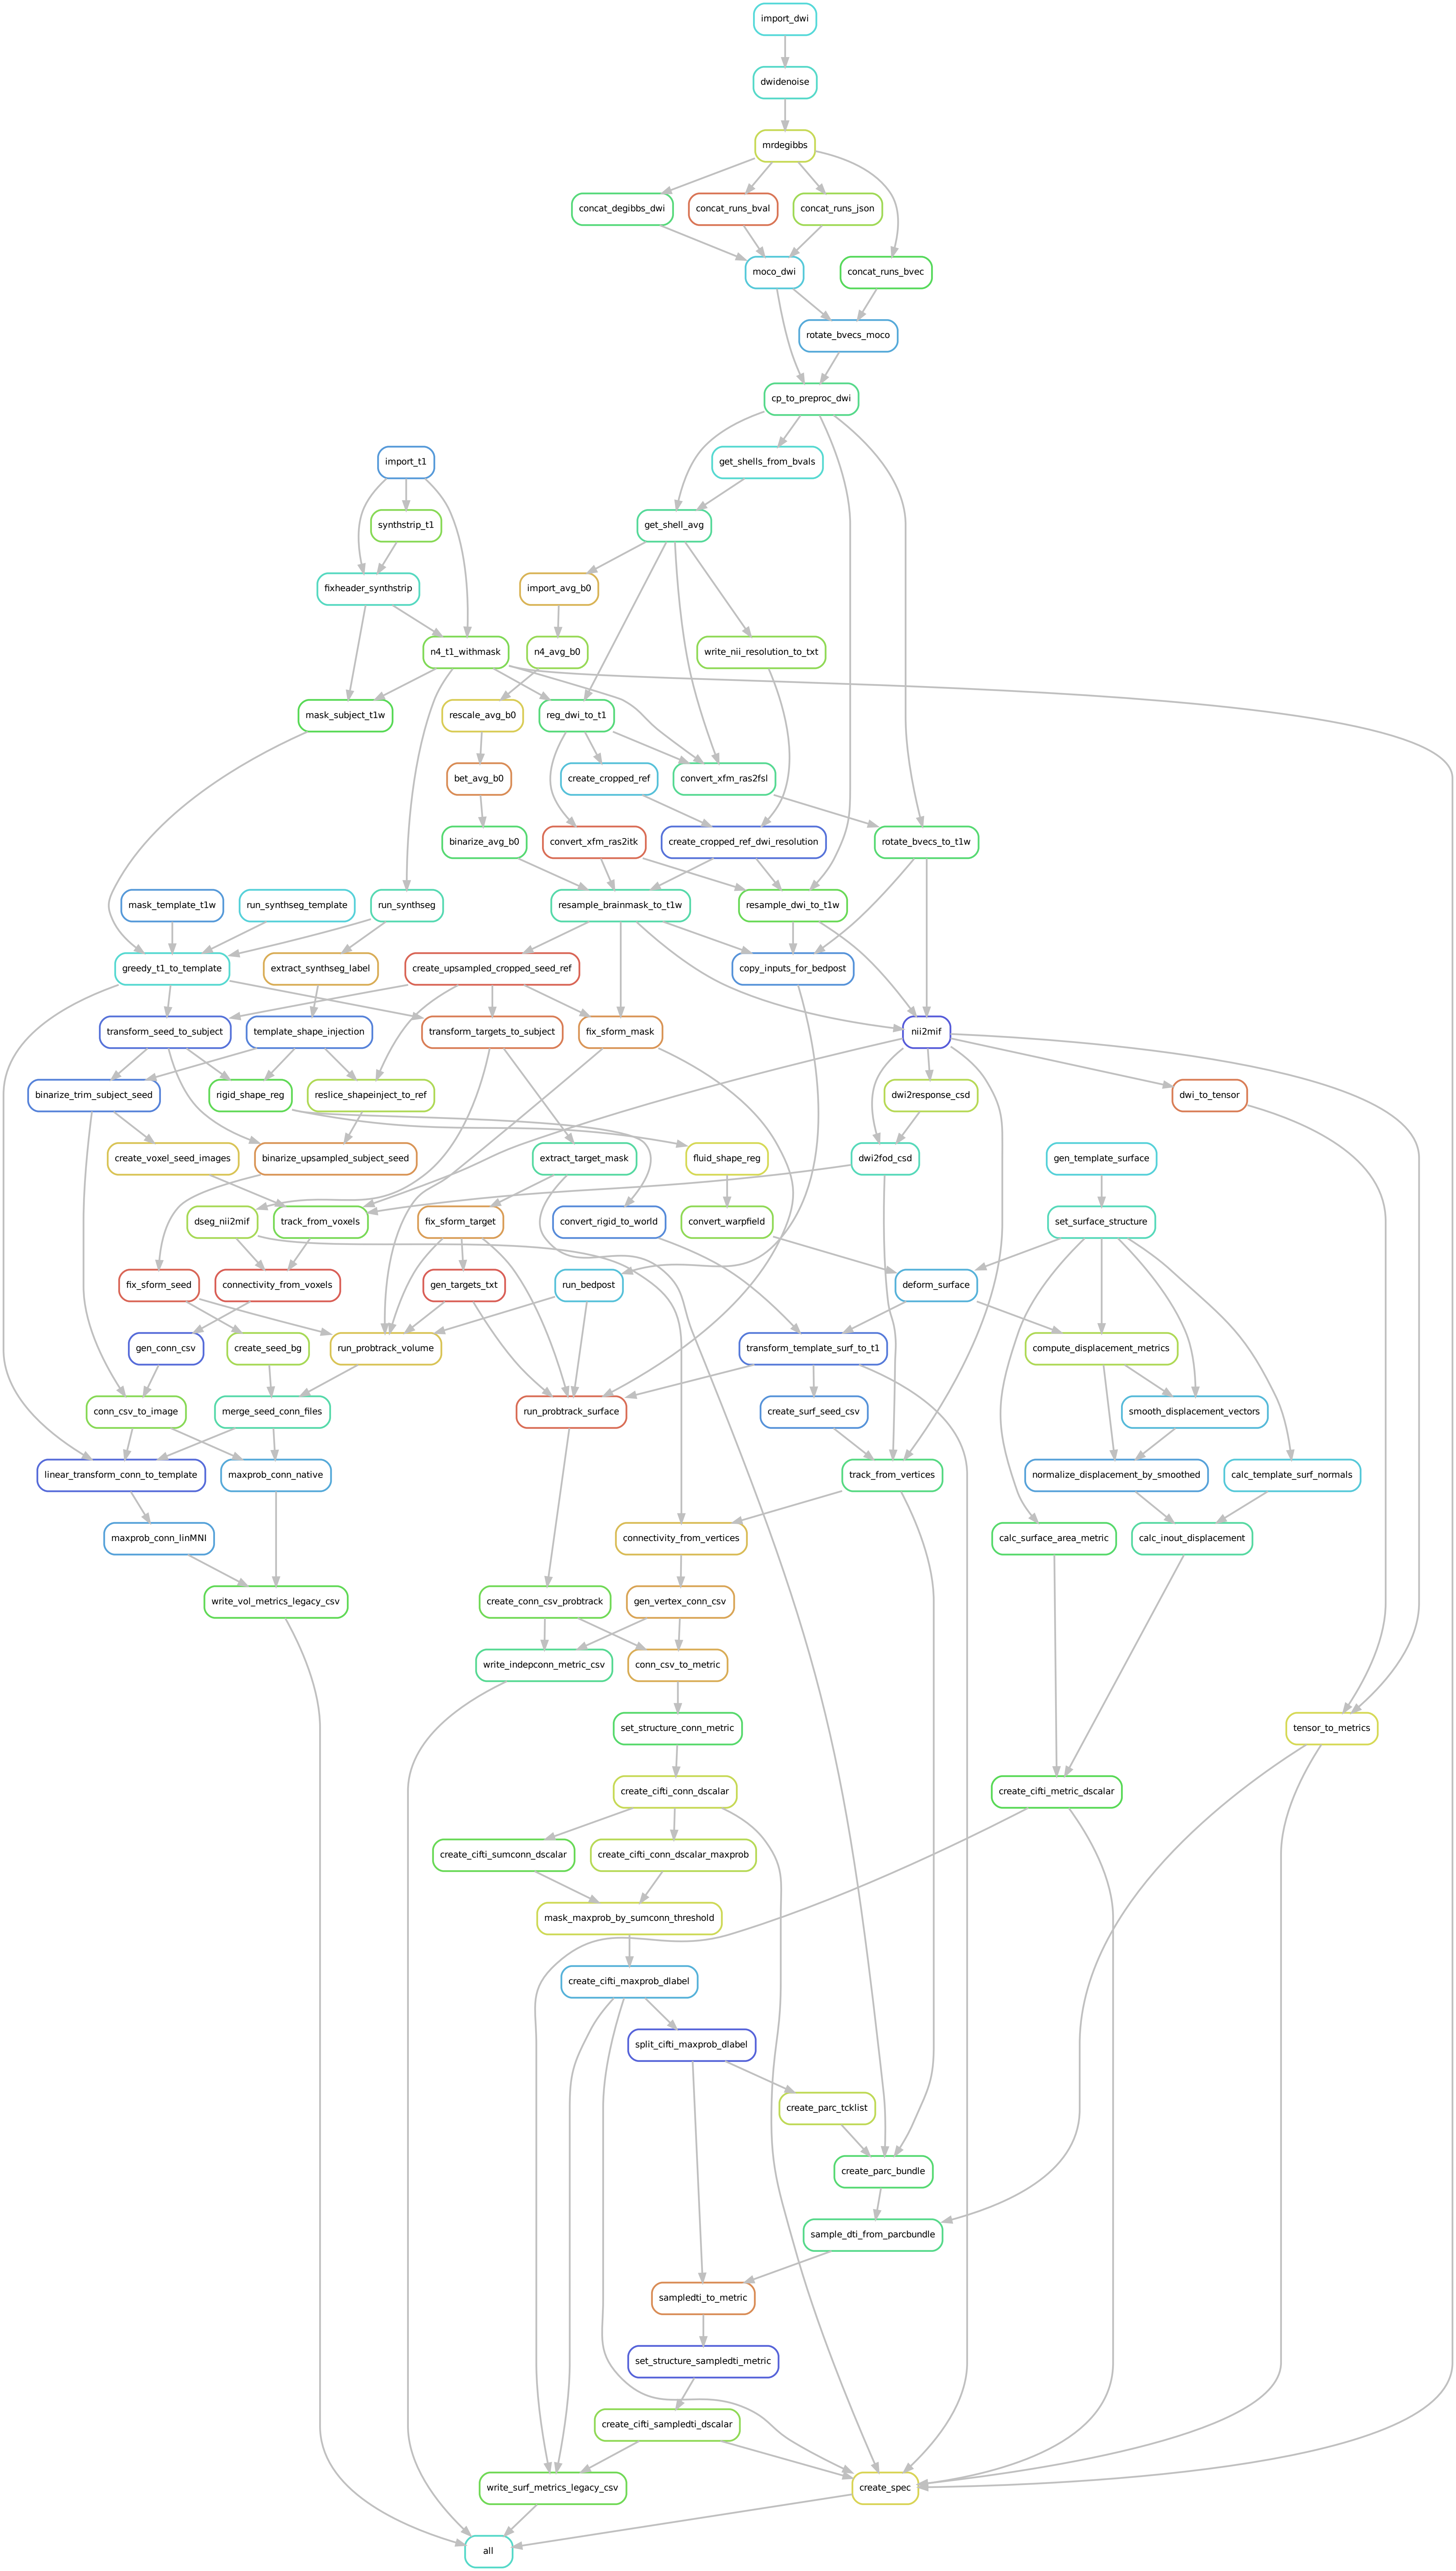 import_dwi
dwidenoise
mrdegibbs
concat_degibbs_dwi
concat_runs_bval
concat_runs_json
moco_dwi
concat_runs_bvec
rotate_bvecs_moco
cp_to_preproc_dwi
import_t1
get_shells_from_bvals
synthstrip_t1
get_shell_avg
fixheader_synthstrip
import_avg_b0
n4_t1_withmask
n4_avg_b0
write_nii_resolution_to_txt
mask_subject_t1w
rescale_avg_b0
reg_dwi_to_t1
bet_avg_b0
create_cropped_ref
convert_xfm_ras2fsl
binarize_avg_b0
convert_xfm_ras2itk
create_cropped_ref_dwi_resolution
rotate_bvecs_to_t1w
mask_template_t1w
run_synthseg_template
run_synthseg
resample_brainmask_to_t1w
resample_dwi_to_t1w
greedy_t1_to_template
extract_synthseg_label
create_upsampled_cropped_seed_ref
copy_inputs_for_bedpost
transform_seed_to_subject
template_shape_injection
transform_targets_to_subject
fix_sform_mask
nii2mif
binarize_trim_subject_seed
rigid_shape_reg
reslice_shapeinject_to_ref
dwi2response_csd
dwi_to_tensor
create_voxel_seed_images
binarize_upsampled_subject_seed
extract_target_mask
fluid_shape_reg
dwi2fod_csd
gen_template_surface
dseg_nii2mif
track_from_voxels
fix_sform_target
convert_rigid_to_world
convert_warpfield
set_surface_structure
fix_sform_seed
connectivity_from_voxels
gen_targets_txt
run_bedpost
deform_surface
gen_conn_csv
create_seed_bg
run_probtrack_volume
transform_template_surf_to_t1
compute_displacement_metrics
conn_csv_to_image
merge_seed_conn_files
run_probtrack_surface
create_surf_seed_csv
smooth_displacement_vectors
linear_transform_conn_to_template
maxprob_conn_native
track_from_vertices
normalize_displacement_by_smoothed
calc_template_surf_normals
maxprob_conn_linMNI
connectivity_from_vertices
calc_surface_area_metric
calc_inout_displacement
write_vol_metrics_legacy_csv
create_conn_csv_probtrack
gen_vertex_conn_csv
write_indepconn_metric_csv
conn_csv_to_metric
set_structure_conn_metric
tensor_to_metrics
create_cifti_conn_dscalar
create_cifti_metric_dscalar
create_cifti_sumconn_dscalar
create_cifti_conn_dscalar_maxprob
mask_maxprob_by_sumconn_threshold
create_cifti_maxprob_dlabel
split_cifti_maxprob_dlabel
create_parc_tcklist
create_parc_bundle
sample_dti_from_parcbundle
sampledti_to_metric
set_structure_sampledti_metric
create_cifti_sampledti_dscalar
write_surf_metrics_legacy_csv
create_spec
all